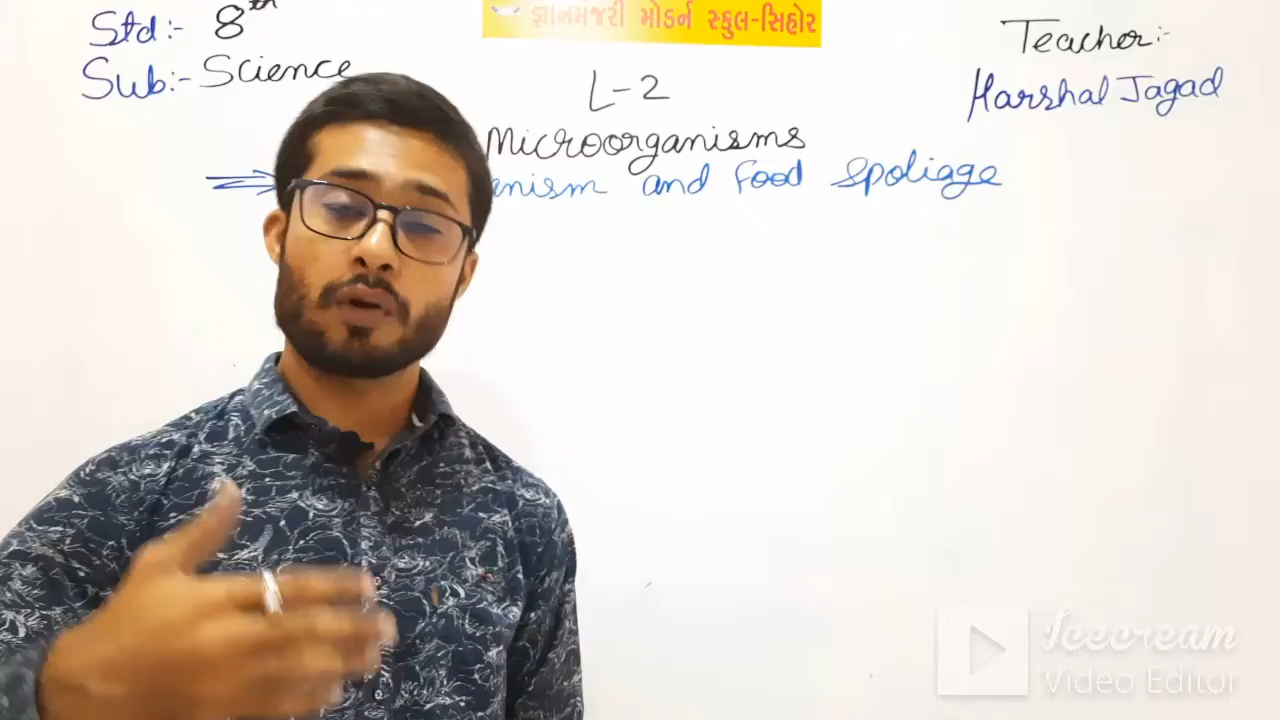 Std:- 8th
Sub:- Science
જ્ઞાનમંજરી મોડર્ન સ્કુલ-સિહોર
Teacher:-
Harshal Jagad
L-2
Microorganisms
⇒ anism and Food Spoliage
Icecream
Video Editor